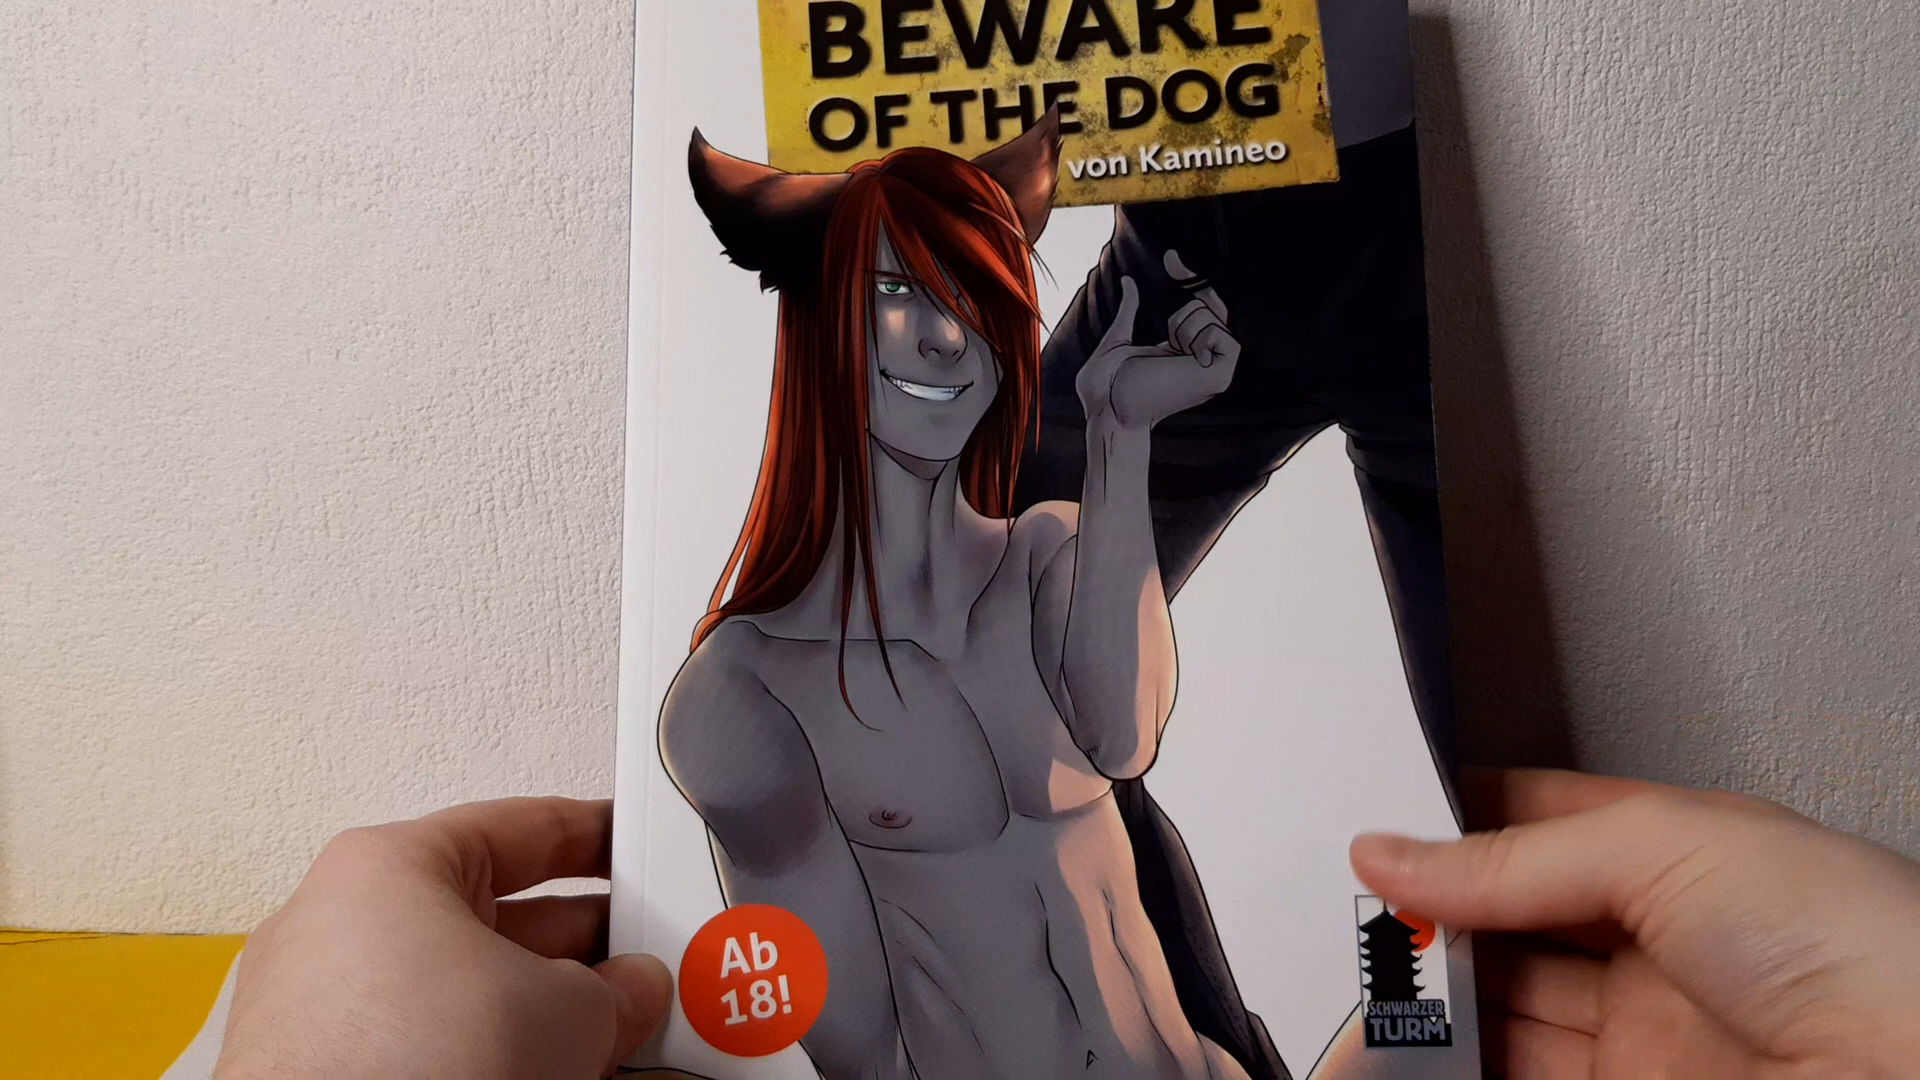 BEWARE
OF THE DOG
von Kamineo
Ab
18!
SCHWARZER
TURM